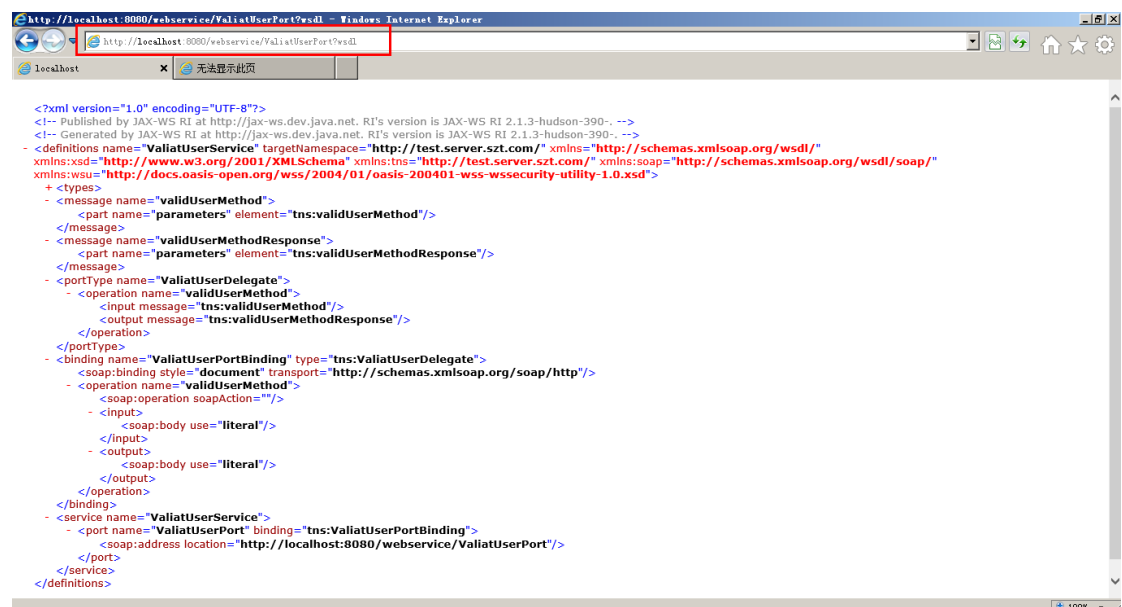 http://localhost:8080/webservice/ValiatUserPort?wsdl - Windows Internet Explorer
http://localhost:8080/webservice/ValiatUserPort?wsdl
localhost
无法显示此页
<?xml version="1.0" encoding="UTF-8"?>
<!-- Published by JAX-WS RI at http://jax-ws.dev.java.net. RI's version is JAX-WS RI 2.1.3-hudson-390-. -->
<!-- Generated by JAX-WS RI at http://jax-ws.dev.java.net. RI's version is JAX-WS RI 2.1.3-hudson-390-. -->
- <definitions name="ValiatUserService" targetNamespace="http://test.server.szt.com/" xmlns="http://schemas.xmlsoap.org/wsdl/"
xmlns:xsd="http://www.w3.org/2001/XMLSchema" xmlns:tns="http://test.server.szt.com/" xmlns:soap="http://schemas.xmlsoap.org/wsdl/soap/"
xmlns:wsu="http://docs.oasis-open.org/wss/2004/01/oasis-200401-wss-wssecurity-utility-1.0.xsd">
+ <types>
- <message name="validUserMethod">
<part name="parameters" element="tns:validUserMethod"/>
</message>
- <message name="validUserMethodResponse">
<part name="parameters" element="tns:validUserMethodResponse"/>
</message>
- <portType name="ValiatUserDelegate">
- <operation name="validUserMethod">
<input message="tns:validUserMethod"/>
<output message="tns:validUserMethodResponse"/>
</operation>
</portType>
- <binding name="ValiatUserPortBinding" type="tns:ValiatUserDelegate">
<soap:binding style="document" transport="http://schemas.xmlsoap.org/soap/http"/>
- <operation name="validUserMethod">
<soap:operation soapAction=""/>
- <input>
<soap:body use="literal"/>
</input>
- <output>
<soap:body use="literal"/>
</output>
</operation>
</binding>
- <service name="ValiatUserService">
- <port name="ValiatUserPort" binding="tns:ValiatUserPortBinding">
<soap:address location="http://localhost:8080/webservice/ValiatUserPort"/>
</port>
</service>
</definitions>
100%